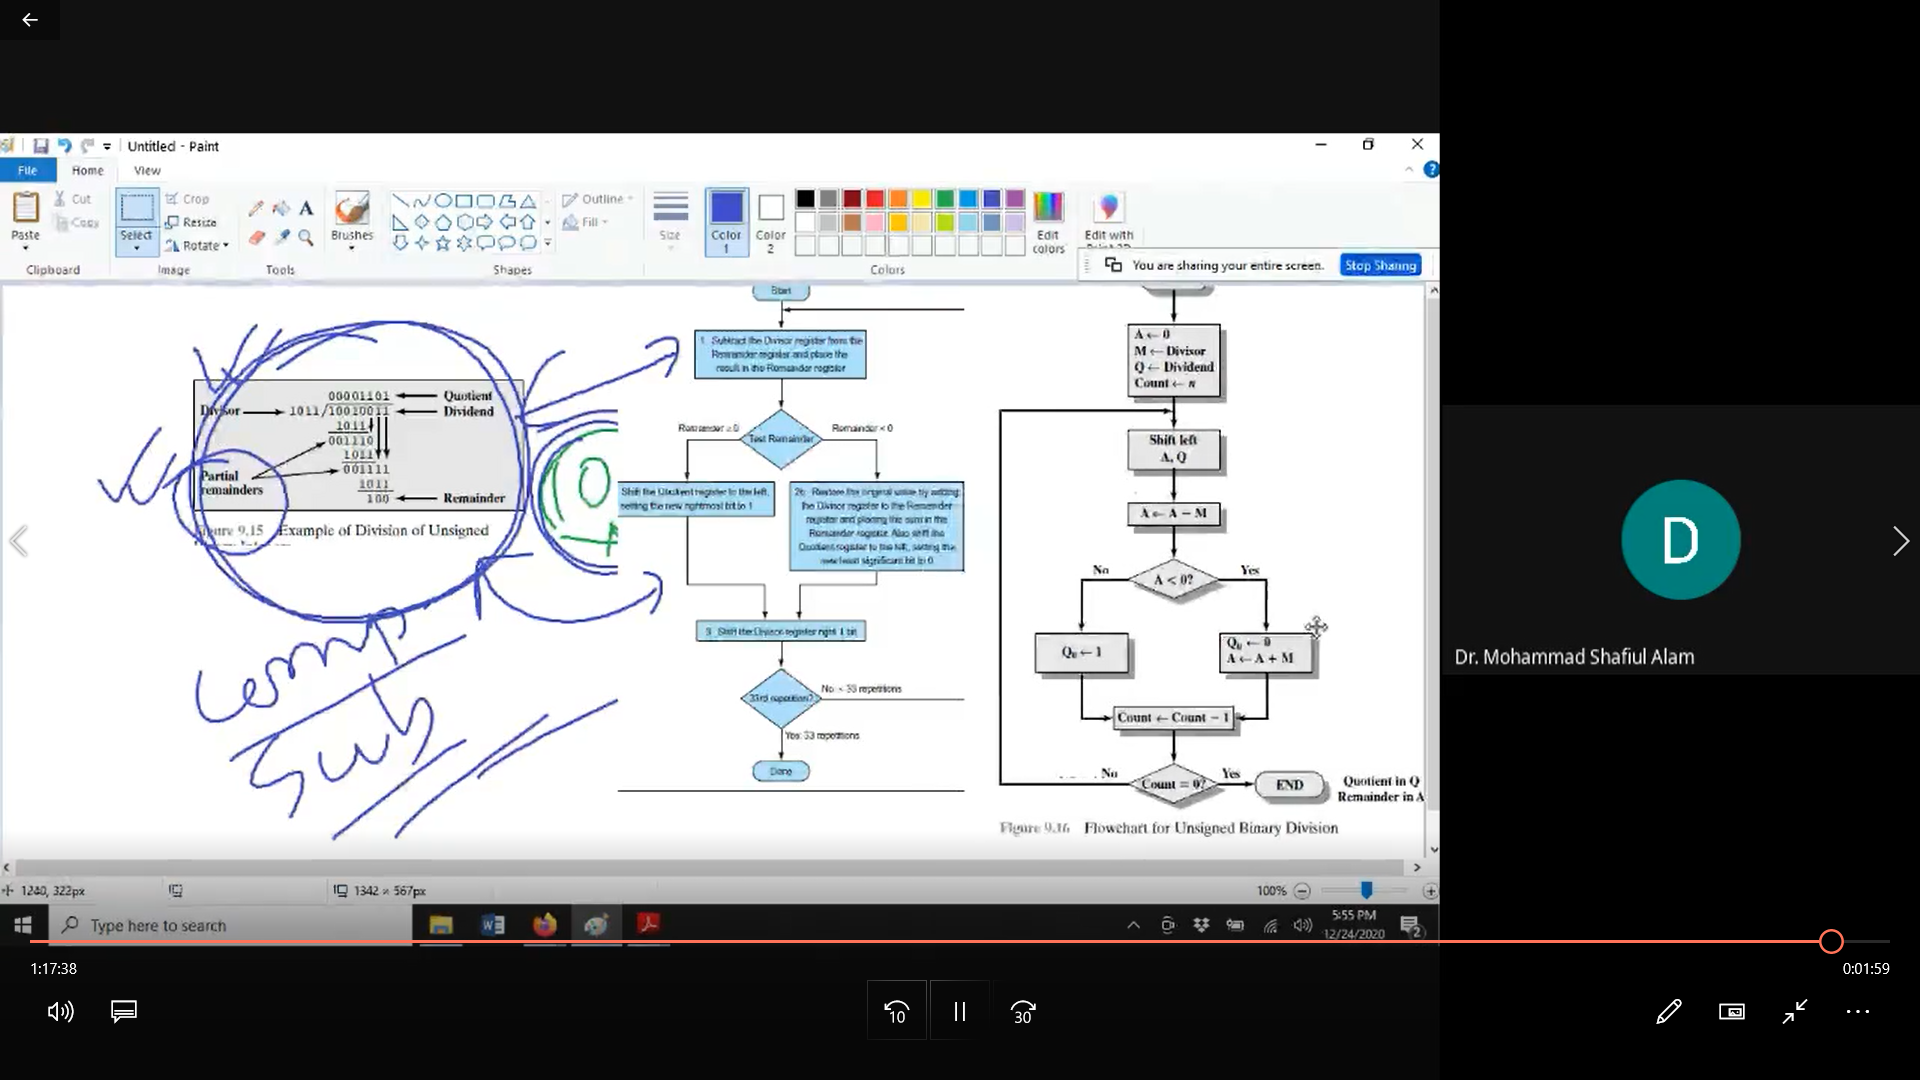 Untitled - Paint
File
Home
View
Paste
Cut
Copy
Clipboard
Select
Crop
Resize
Rotate
Image
Tools
Brushes
Shapes
Outline
Fill
Size
Color 1
Color 2
Colors
Edit colors
Edit with
You are sharing your entire screen.
Stop Sharing
00001101
Quotient
Divisor
1011/10010011
Dividend
1011
001110
1011
Partial
001111
remainders
1011
100
Remainder
Figure 9.15 Example of Division of Unsigned
comp
Sub
Start
1. Subtract the Divisor register from the
Remainder register and place the
result in the Remainder register
Test Remainder
Remainder ≥ 0
Remainder < 0
Shift the Quotient register to the left,
setting the new rightmost bit to 1
2b. Restore the original value by adding
the Divisor register to the Remainder
register and placing the sum in the
Remainder register. Also shift the
Quotient register to the left, setting the
new least significant bit to 0
3. Shift the Divisor register right 1 bit
33rd repetition?
No: < 33 repetitions
Yes: 33 repetitions
Done
A ← 0
M ← Divisor
Q ← Dividend
Count ← n
Shift left
A, Q
A ← A − M
No
A < 0?
Yes
Q₀ ← 1
Q₀ ← 0
A ← A + M
Count ← Count − 1
No
Count = 0?
Yes
END
Quotient in Q
Remainder in A
Figure 9.16 Flowchart for Unsigned Binary Division
D
Dr. Mohammad Shafiul Alam
1240, 322px
1342 × 567px
100%
Type here to search
5:55 PM
12/24/2020
2
1:17:38
0:01:59
10
30